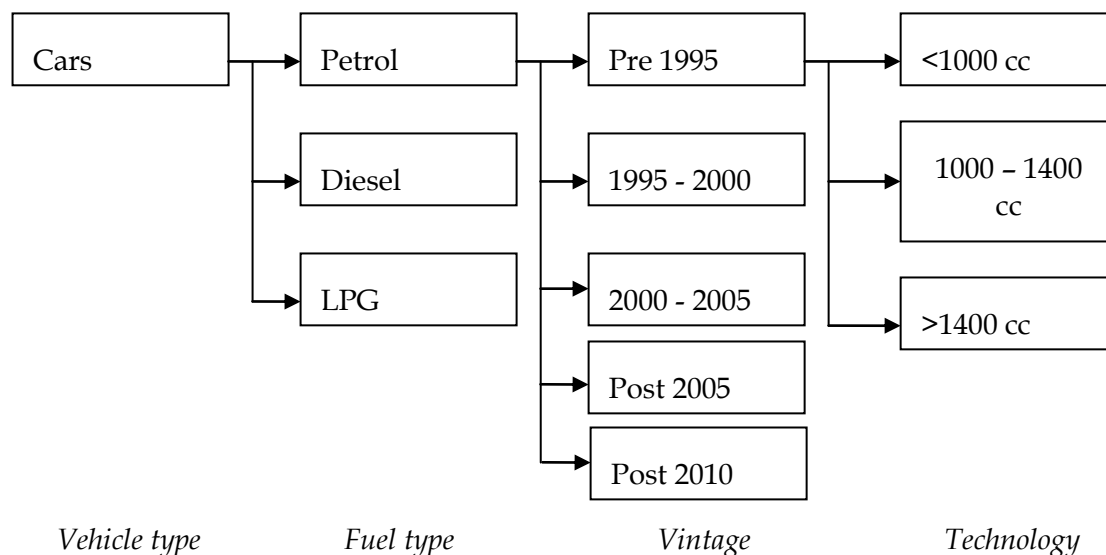 Cars
Petrol
Pre 1995
<1000 cc
Diesel
1995 - 2000
1000 – 1400
cc
LPG
2000 - 2005
>1400 cc
Post 2005
Post 2010
Vehicle type
Fuel type
Vintage
Technology